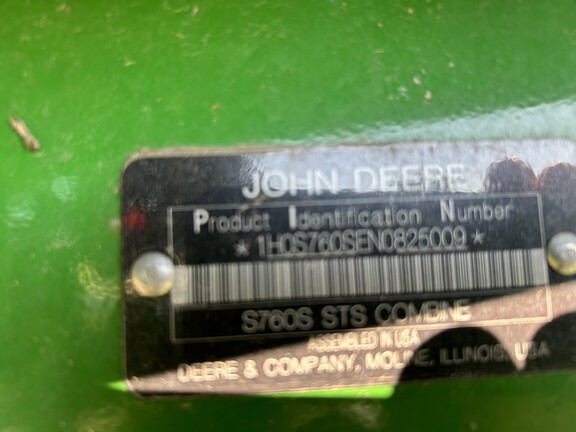 JOHN DEERE
Product Identification Number
*1H0S760SEN0825009*
S760S STS COMBINE
ASSEMBLED IN USA
DEERE & COMPANY, MOLINE, ILLINOIS, USA